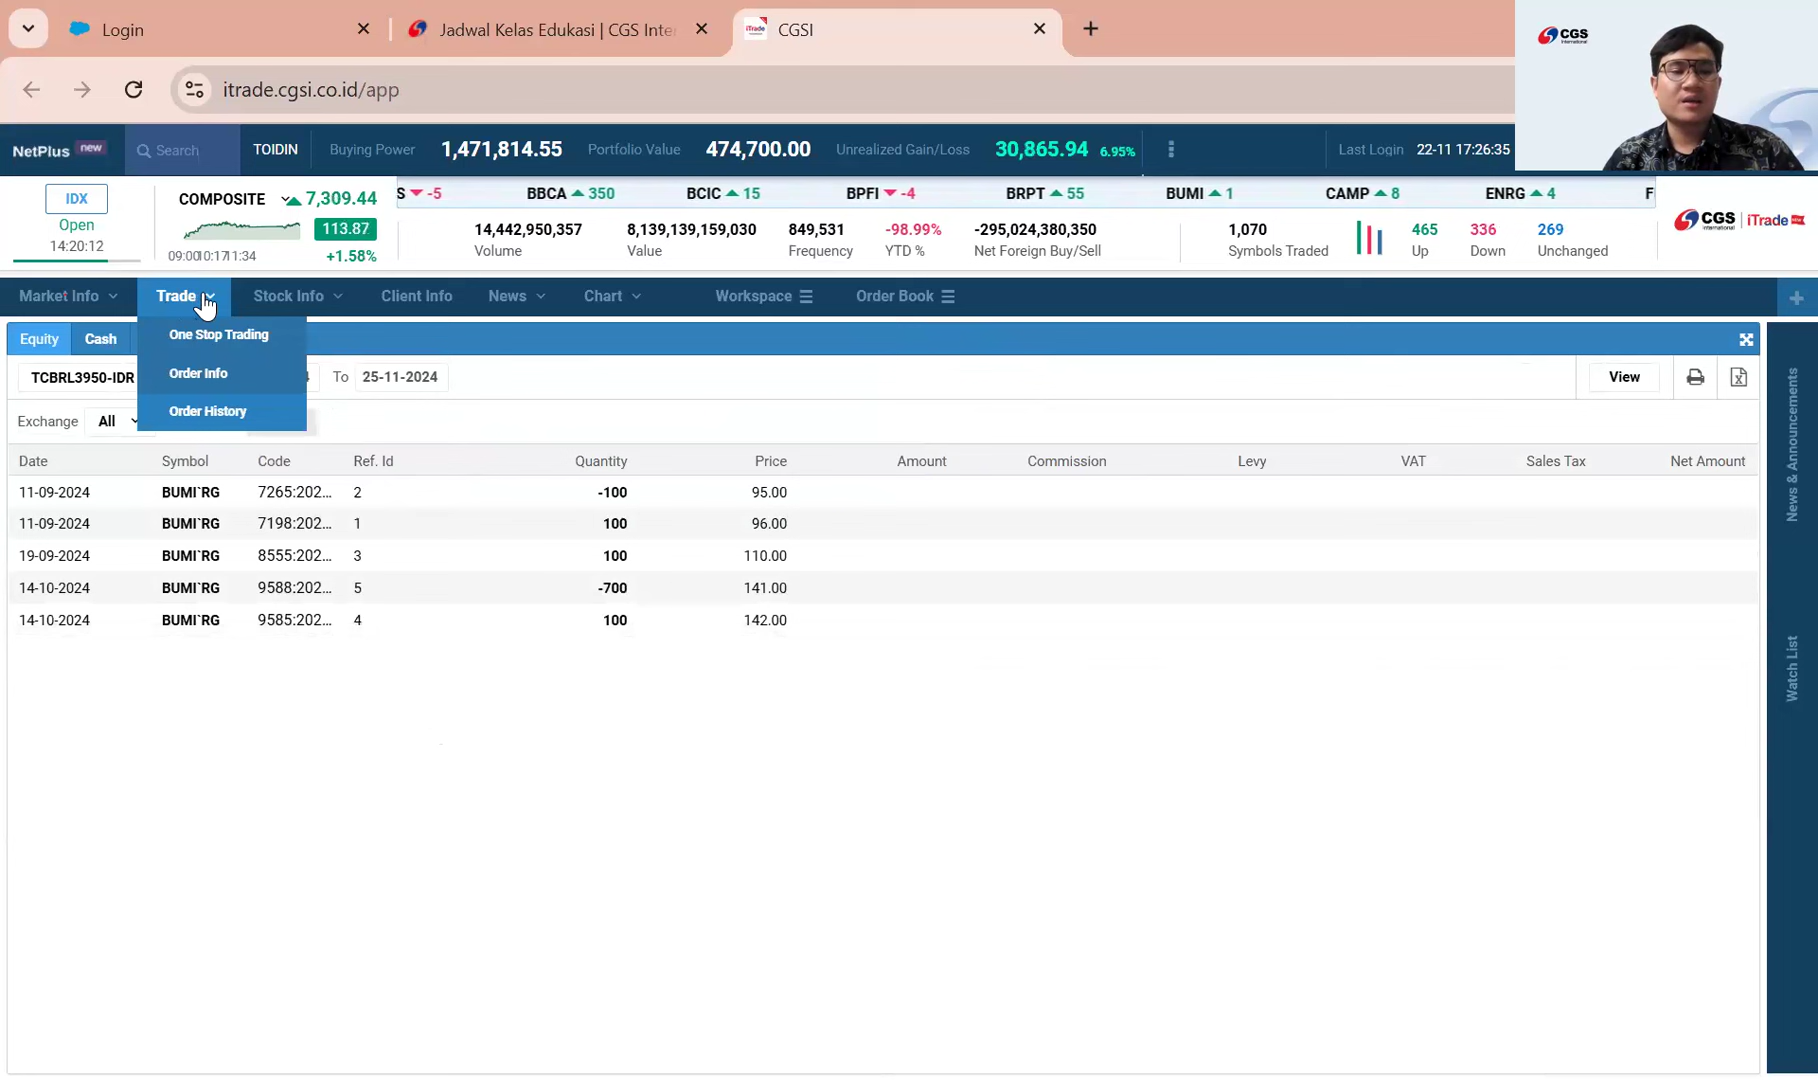 Login
Jadwal Kelas Edukasi | CGS Inter
CGSI
CGS
International
itrade.cgsi.co.id/app
NetPlus new
Search
TOIDIN
Buying Power 1,471,814.55
Portfolio Value 474,700.00
Unrealized Gain/Loss 30,865.94 6.95%
Last Login 22-11 17:26:35
IDX
Open
14:20:12
COMPOSITE 7,309.44
113.87
+1.58%
09:00 10:17 11:34
S -5 BBCA 350 BCIC 15 BPFI -4 BRPT 55 BUMI 1 CAMP 8 ENRG 4 F
14,442,950,357 8,139,139,159,030 849,531 -98.99% -295,024,380,350 1,070 465 336 269
Volume Value Frequency YTD % Net Foreign Buy/Sell Symbols Traded Up Down Unchanged
CGS International iTrade
Market Info Trade Stock Info Client Info News Chart Workspace Order Book
One Stop Trading
Order Info
Order History
Equity Cash
TCBRL3950-IDR 4 To 25-11-2024 View
Exchange All
Date Symbol Code Ref. Id Quantity Price Amount Commission Levy VAT Sales Tax Net Amount
11-09-2024 BUMI`RG 7265:202... 2 -100 95.00
11-09-2024 BUMI`RG 7198:202... 1 100 96.00
19-09-2024 BUMI`RG 8555:202... 3 100 110.00
14-10-2024 BUMI`RG 9588:202... 5 -700 141.00
14-10-2024 BUMI`RG 9585:202... 4 100 142.00
News & Announcements
Watch List